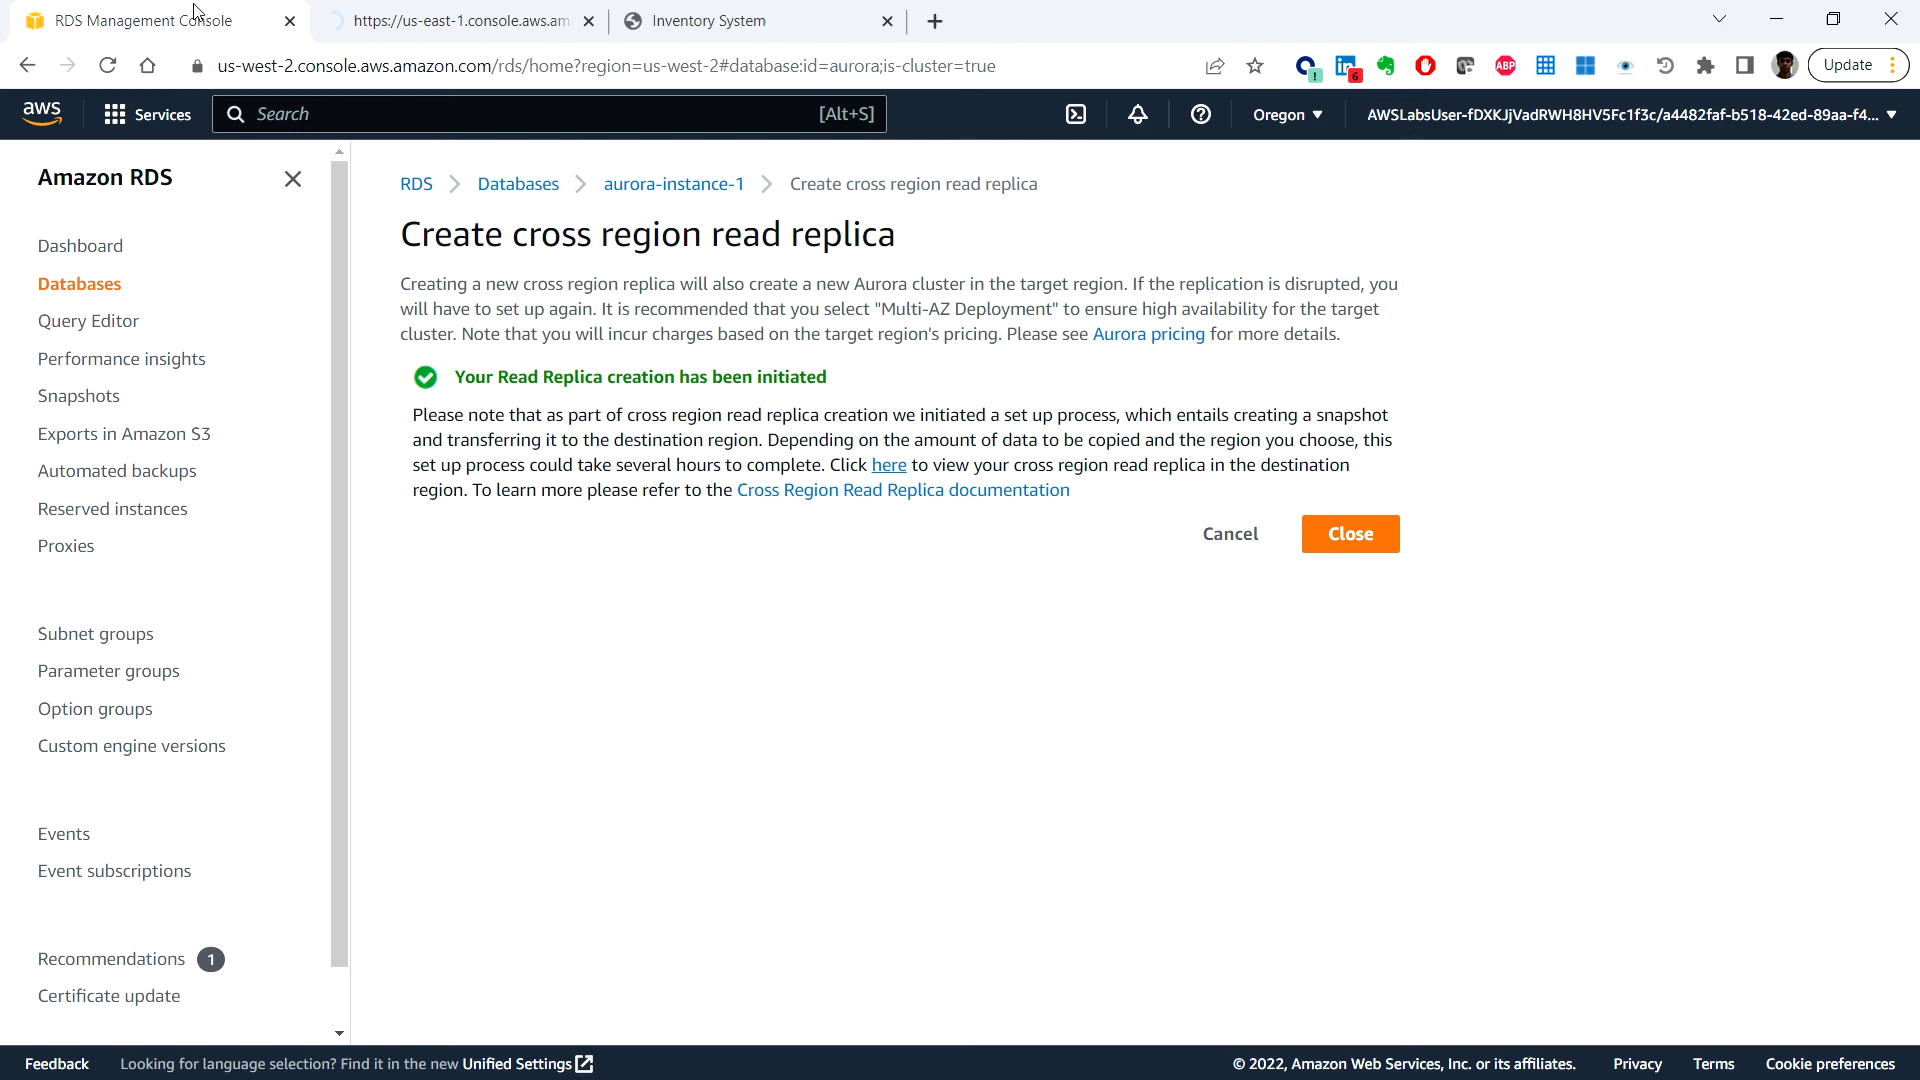 RDS Management Console
https://us-east-1.console.aws.am
Inventory System
us-west-2.console.aws.amazon.com/rds/home?region=us-west-2#database:id=aurora;is-cluster=true
6
ABP
Update
aws
Services
Search
[Alt+S]
Oregon
AWSLabsUser-fDXKJjVadRWH8HV5Fc1f3c/a4482faf-b518-42ed-89aa-f4...
Amazon RDS
Dashboard
Databases
Query Editor
Performance insights
Snapshots
Exports in Amazon S3
Automated backups
Reserved instances
Proxies
Subnet groups
Parameter groups
Option groups
Custom engine versions
Events
Event subscriptions
Recommendations 1
Certificate update
RDS > Databases > aurora-instance-1 > Create cross region read replica
Create cross region read replica
Creating a new cross region replica will also create a new Aurora cluster in the target region. If the replication is disrupted, you
will have to set up again. It is recommended that you select "Multi-AZ Deployment" to ensure high availability for the target
cluster. Note that you will incur charges based on the target region's pricing. Please see Aurora pricing for more details.
Your Read Replica creation has been initiated
Please note that as part of cross region read replica creation we initiated a set up process, which entails creating a snapshot
and transferring it to the destination region. Depending on the amount of data to be copied and the region you choose, this
set up process could take several hours to complete. Click here to view your cross region read replica in the destination
region. To learn more please refer to the Cross Region Read Replica documentation
Cancel
Close
Feedback
Looking for language selection? Find it in the new Unified Settings
© 2022, Amazon Web Services, Inc. or its affiliates.
Privacy
Terms
Cookie preferences